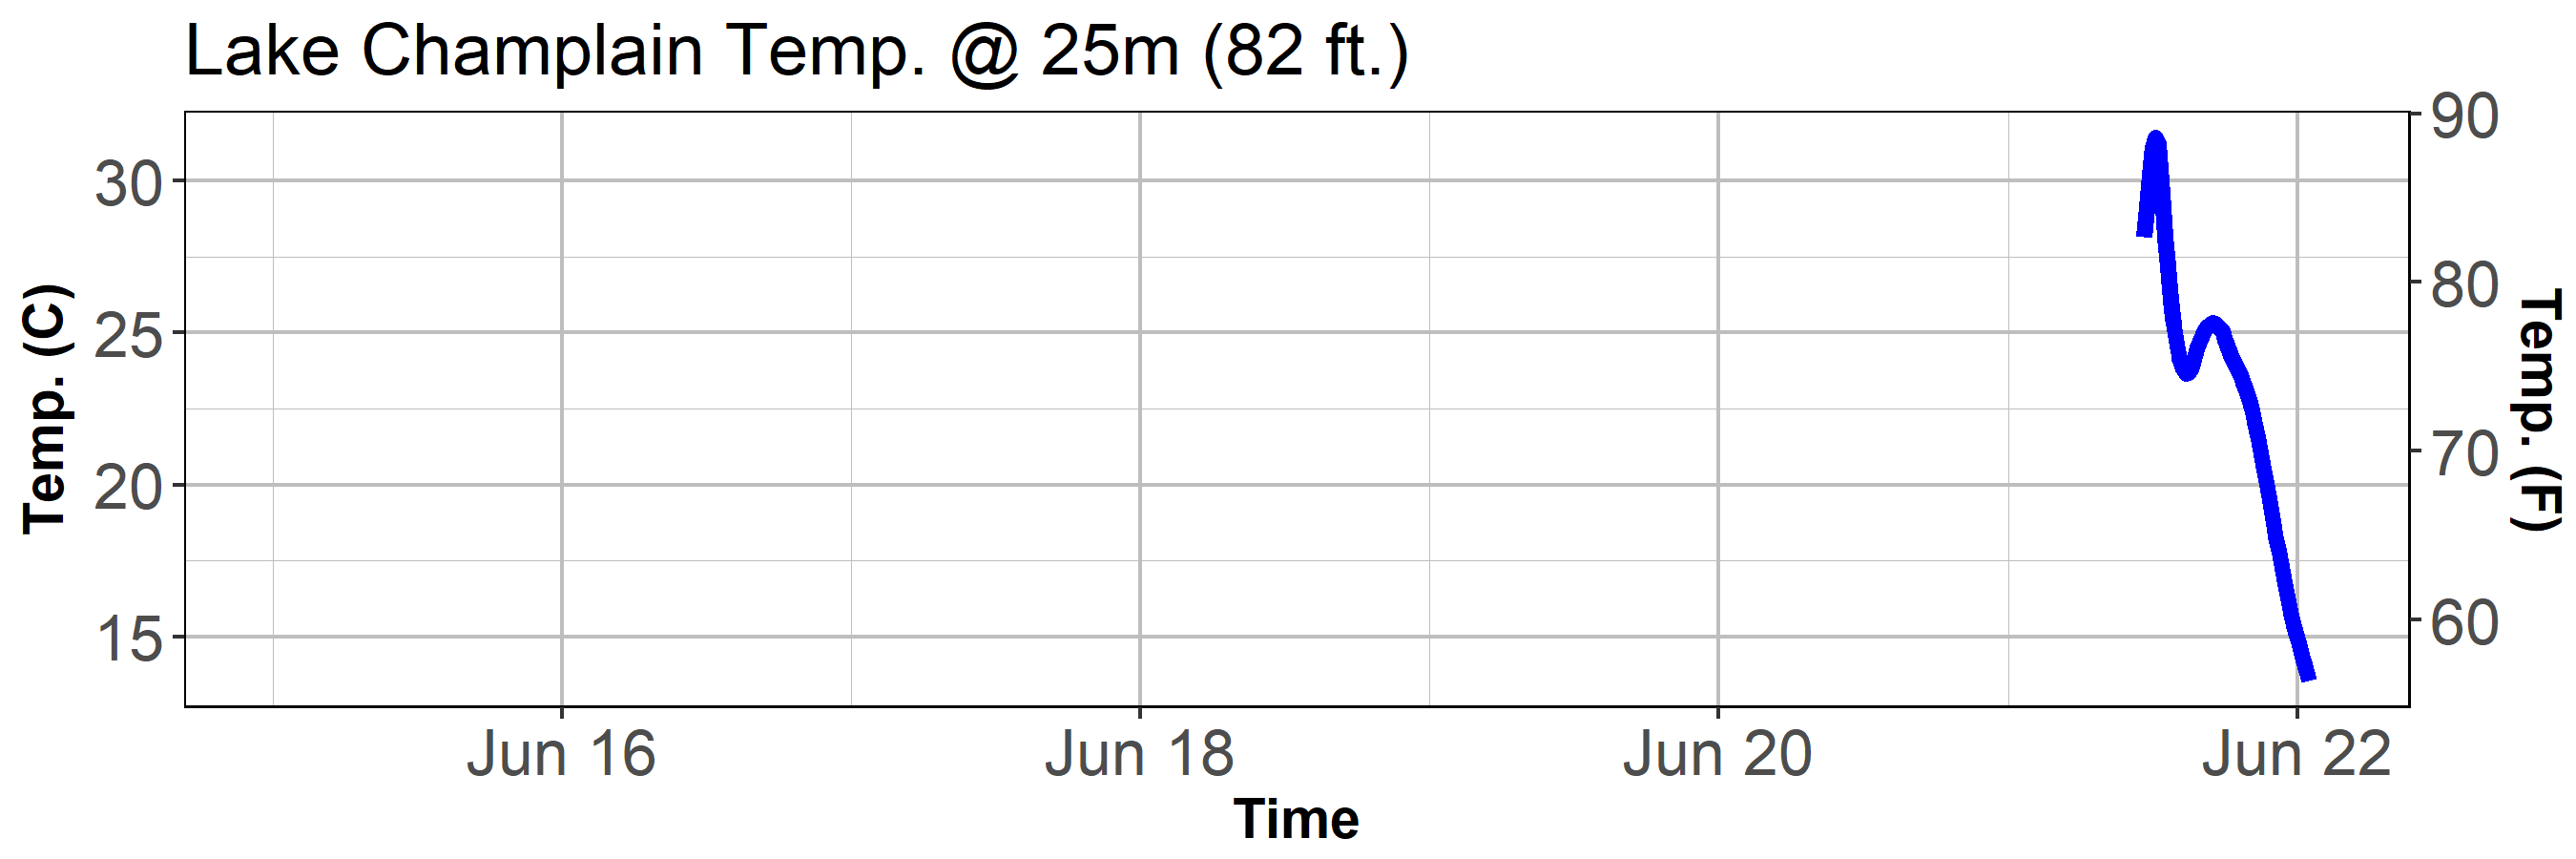 Lake Champlain Temp. @ 25m (82 ft.)
Temp. (C)
30
25
20
15
90
80
70
60
Temp. (F)
Jun 16 Jun 18 Jun 20 Jun 22
Time